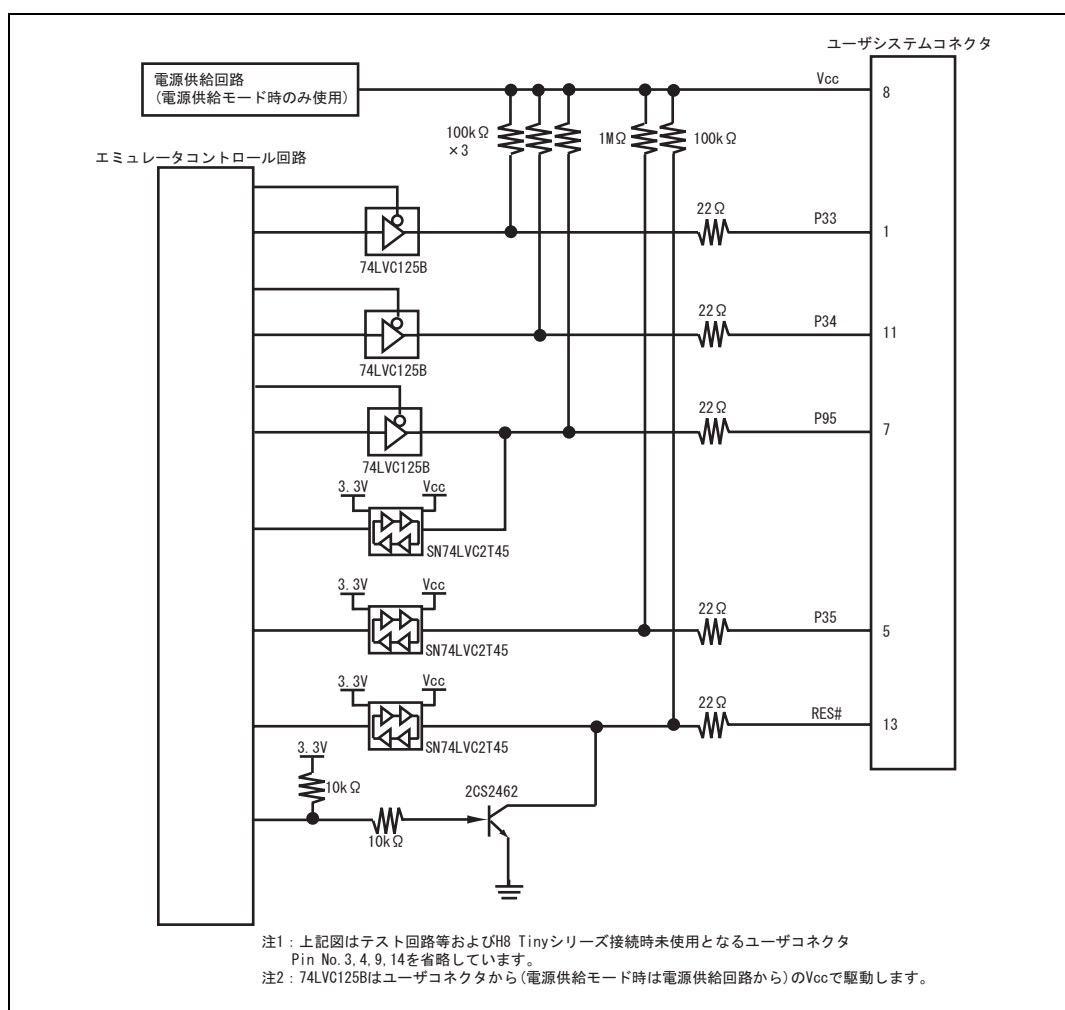 ユーザシステムコネクタ
電源供給回路
(電源供給モード時のみ使用)
Vcc
8
100kΩ
×3
1MΩ
100kΩ
エミュレータコントロール回路
22Ω
P33
1
74LVC125B
22Ω
P34
11
74LVC125B
22Ω
P95
7
74LVC125B
3.3V
Vcc
SN74LVC2T45
3.3V
Vcc
22Ω
P35
5
SN74LVC2T45
3.3V
Vcc
22Ω
RES#
13
SN74LVC2T45
3.3V
10kΩ
2CS2462
10kΩ
注1：上記図はテスト回路等およびH8 Tinyシリーズ接続時未使用となるユーザコネクタ
Pin No.3,4,9,14を省略しています。
注2：74LVC125Bはユーザコネクタから(電源供給モード時は電源供給回路から)のVccで駆動します。